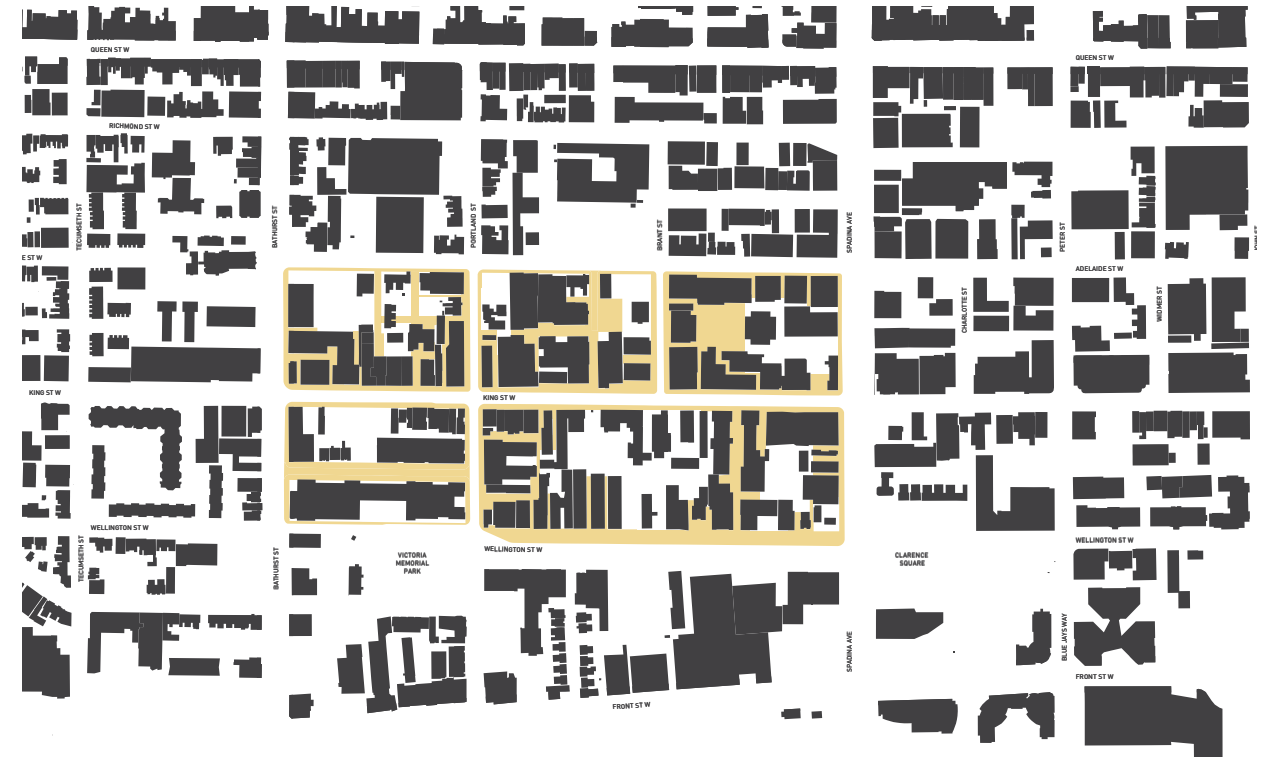 QUEEN ST W
QUEEN ST W
RICHMOND ST W
TECUMSETH ST
BATHURST ST
PORTLAND ST
BRANT ST
SPADINA AVE
PETER ST
E ST W
ADELAIDE ST W
CHARLOTTE ST
WIDMER ST
KING ST W
KING ST W
WELLINGTON ST W
WELLINGTON ST W
WELLINGTON ST W
TECUMSETH ST
BATHURST ST
VICTORIA
MEMORIAL
PARK
CLARENCE
SQUARE
SPADINA AVE
BLUE JAYS WAY
FRONT ST W
FRONT ST W